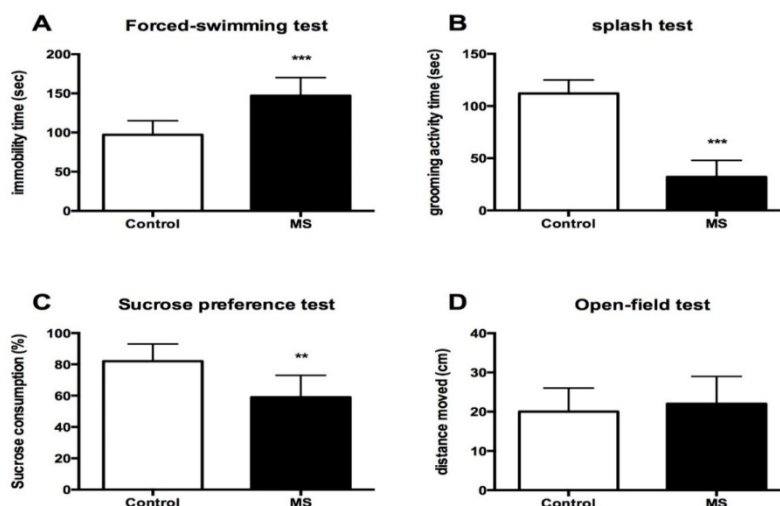 A
Forced-swimming test
immobility time (sec)
200
150
100
50
0
***
Control
MS
B
splash test
grooming activity time (sec)
150
100
50
0
***
Control
MS
C
Sucrose preference test
Sucrose consumption (%)
100
80
60
40
20
0
**
Control
MS
D
Open-field test
distance moved (cm)
40
30
20
10
0
Control
MS